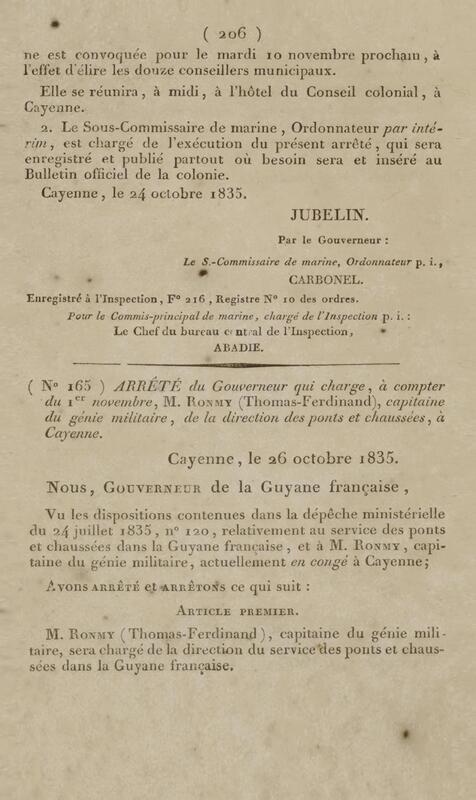 ( 206 )
ne est convoquée pour le mardi 10 novembre prochain, à
l'effet d'élire les douze conseillers municipaux.
Elle se réunira, à midi, à l'hôtel du Conseil colonial, à
Cayenne.
2. Le Sous-Commissaire de marine, Ordonnateur par inté-
rim, est chargé de l'exécution du présent arrêté, qui sera
enregistré et publié partout où besoin sera et inséré au
Bulletin officiel de la colonie.
Cayenne, le 24 octobre 1835.
JUBELIN.
Par le Gouverneur :
Le S.-Commissaire de marine, Ordonnateur p. i.,
CARBONEL.
Enregistré à l'Inspection, F° 216, Registre N° 10 des ordres.
Pour le Commis-principal de marine, chargé de l'Inspection p. i. :
Le Chef du bureau central de l'Inspection,
ABADIE.
( N° 165 ) ARRÊTÉ du Gouverneur qui charge, à compter
du 1er novembre, M. RONMY (Thomas-Ferdinand), capitaine
du génie militaire, de la direction des ponts et chaussées, à
Cayenne.
Cayenne, le 26 octobre 1835.
Nous, GOUVERNEUR de la Guyane française,
Vu les dispositions contenues dans la dépêche ministérielle
du 24 juillet 1835, n° 120, relativement au service des ponts
et chaussées dans la Guyane française, et à M. RONMY, capi-
taine du génie militaire, actuellement en congé à Cayenne;
Avons ARRÊTÉ et ARRÊTONS ce qui suit :
ARTICLE PREMIER.
M. RONMY (Thomas-Ferdinand), capitaine du génie mili-
taire, sera chargé de la direction du service des ponts et chaus-
sées dans la Guyane française.